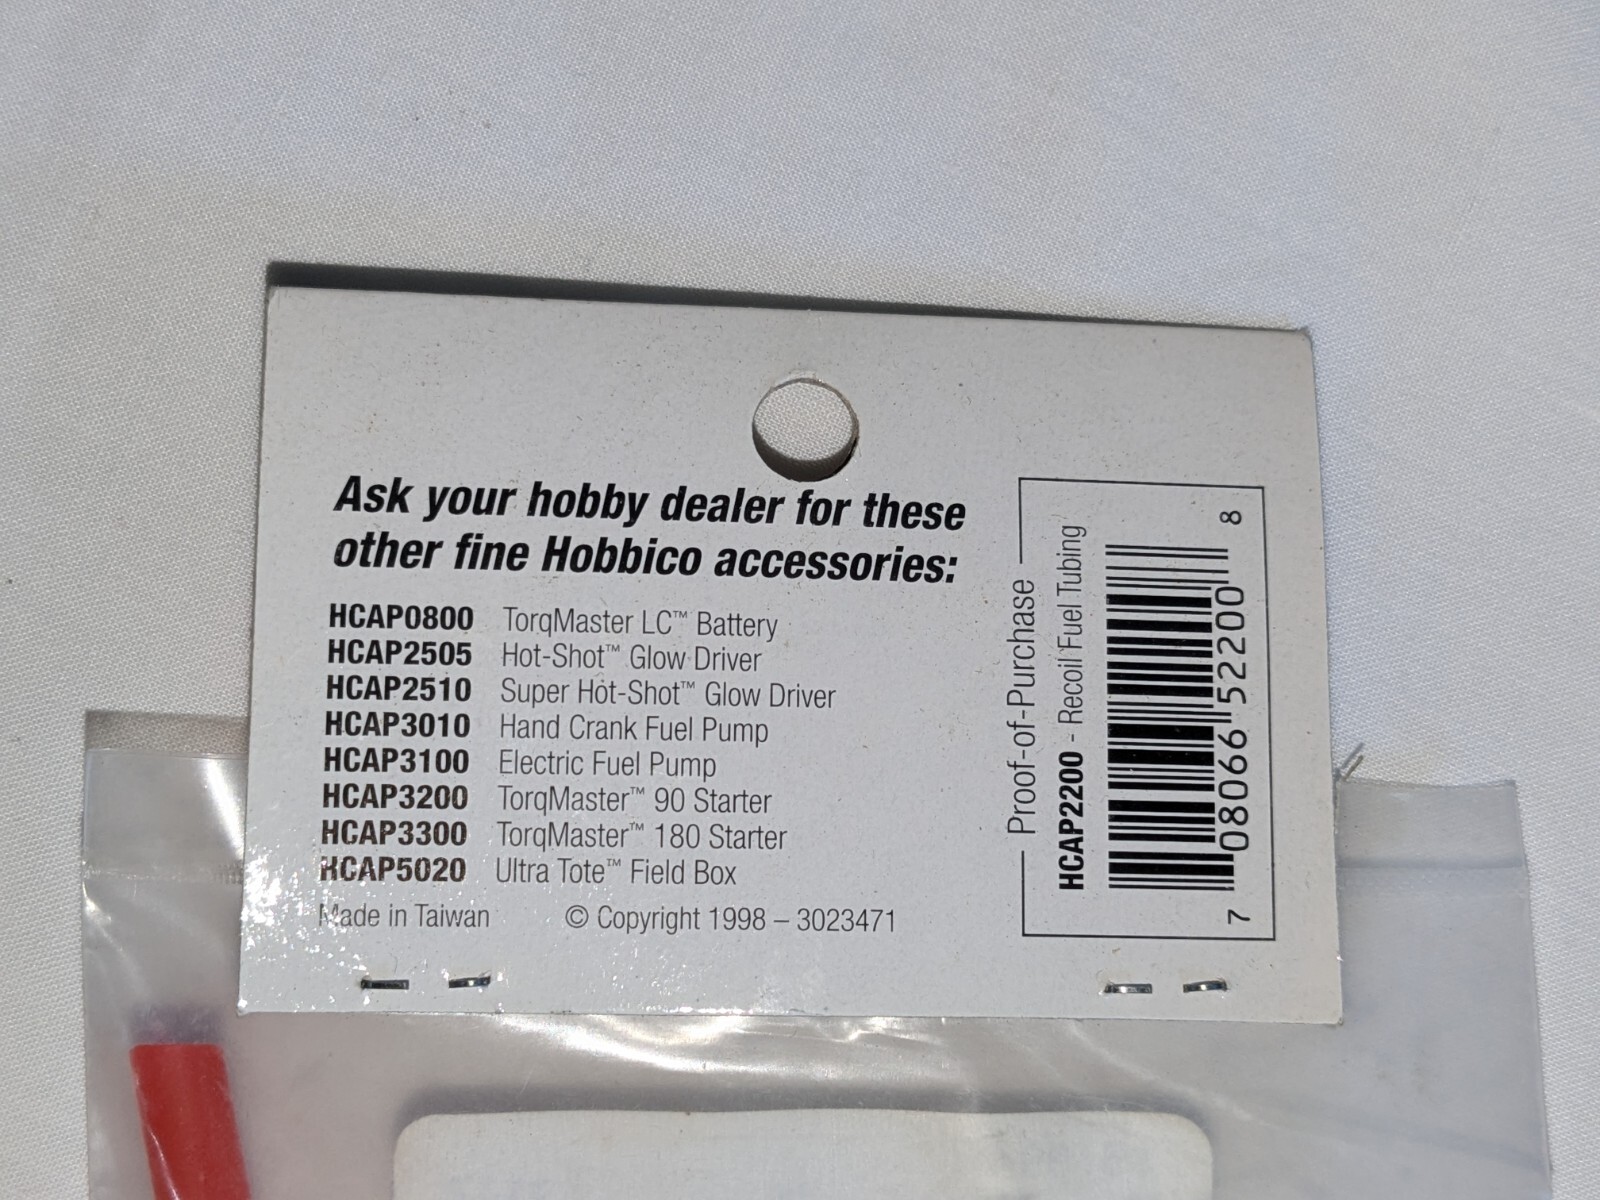 Ask your hobby dealer for these
other fine Hobbico accessories:
HCAP0800 TorqMaster LC™ Battery
HCAP2505 Hot-Shot™ Glow Driver
HCAP2510 Super Hot-Shot™ Glow Driver
HCAP3010 Hand Crank Fuel Pump
HCAP3100 Electric Fuel Pump
HCAP3200 TorqMaster™ 90 Starter
HCAP3300 TorqMaster™ 180 Starter
HCAP5020 Ultra Tote™ Field Box
Made in Taiwan © Copyright 1998 – 3023471
Proof-of-Purchase
HCAP2200 - Recoil Fuel Tubing
7 08066 52200 8